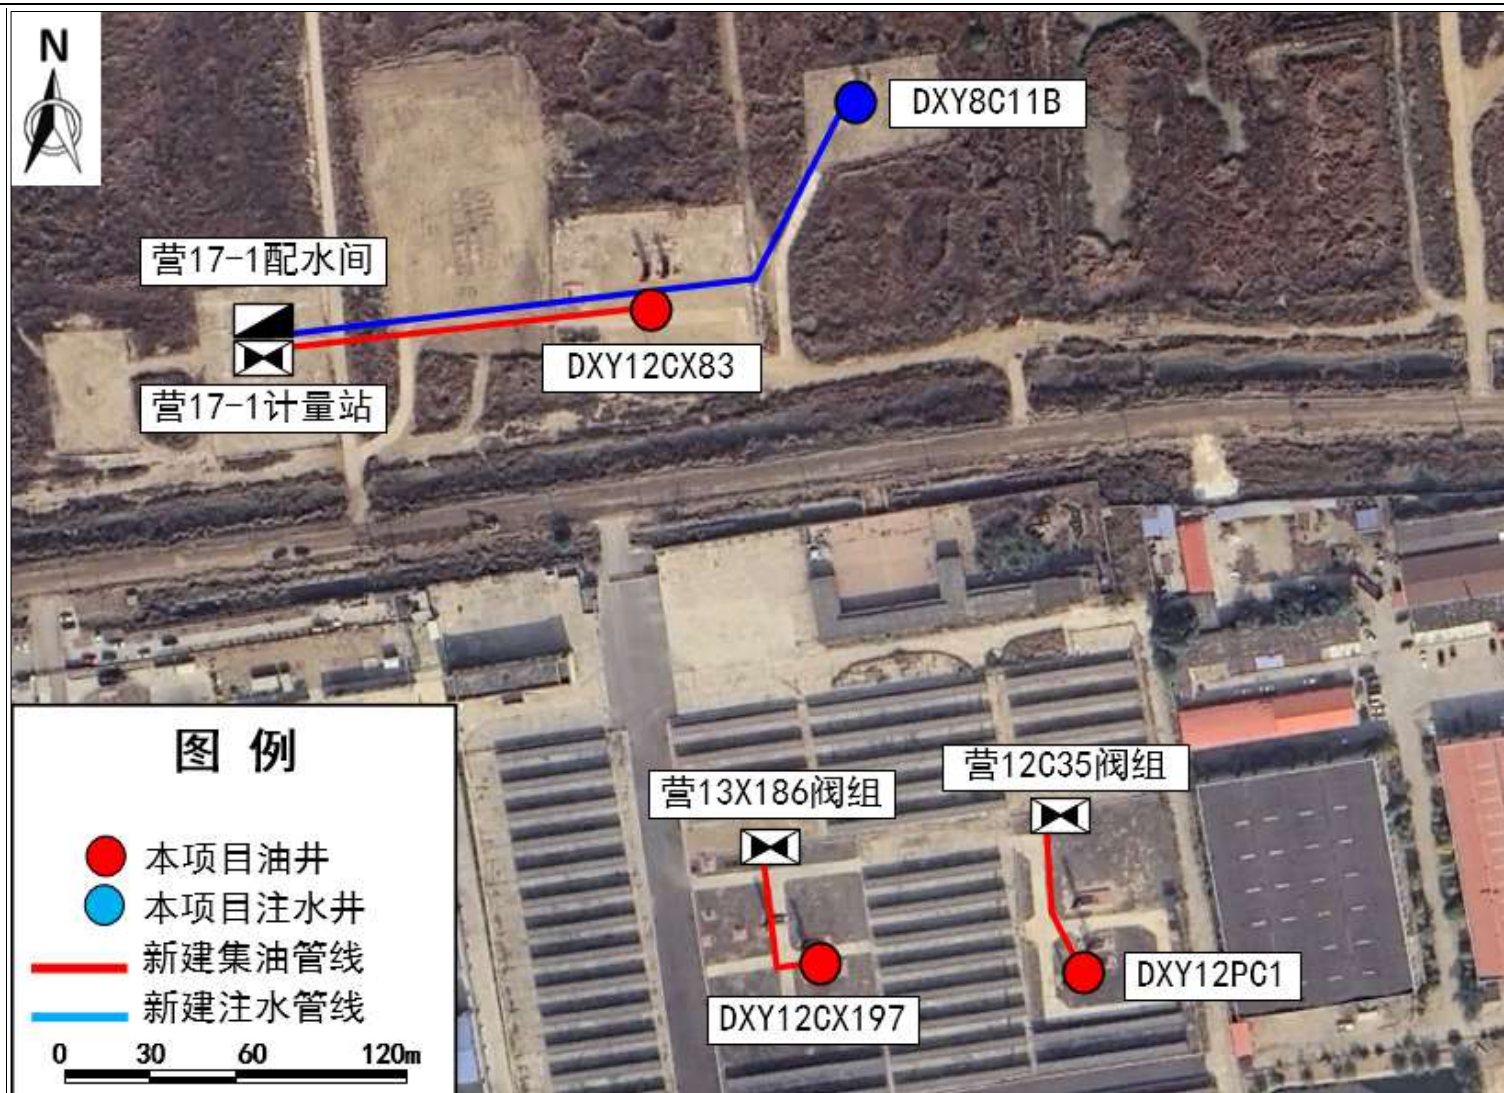 N
DXY8C11B
营17-1配水间
DXY12CX83
营17-1计量站
图 例
本项目油井
本项目注水井
新建集油管线
新建注水管线
0 30 60 120m
营13X186阀组
营12C35阀组
DXY12CX197
DXY12PC1